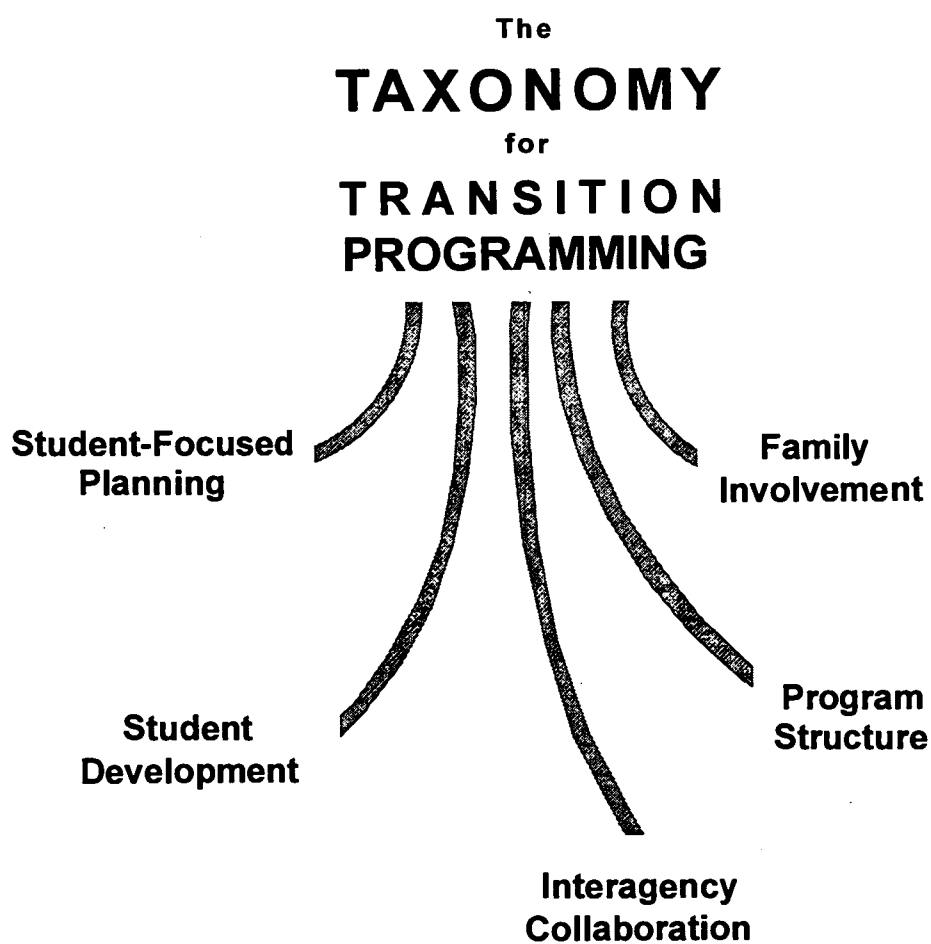 The
TAXONOMY
for
TRANSITION
PROGRAMMING
Student-Focused
Planning
Family
Involvement
Student
Development
Program
Structure
Interagency
Collaboration